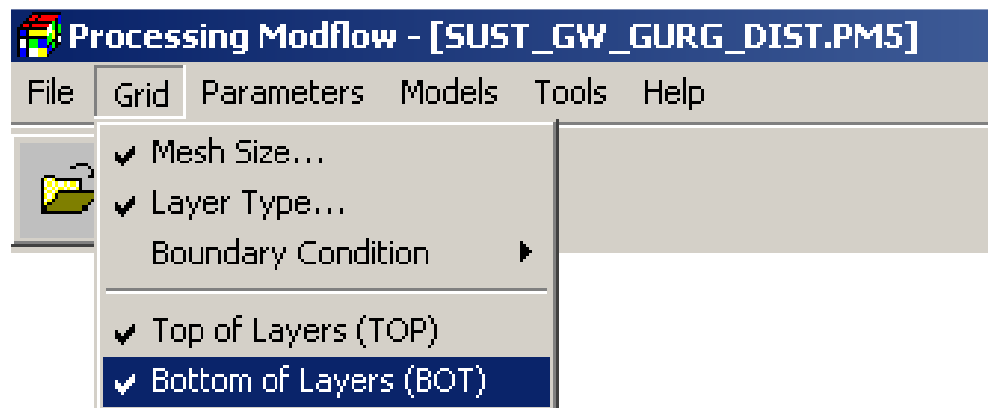 Processing Modflow - [SUST_GW_GURG_DIST.PM5]
File Grid Parameters Models Tools Help
Mesh Size...
Layer Type...
Boundary Condition
Top of Layers (TOP)
Bottom of Layers (BOT)